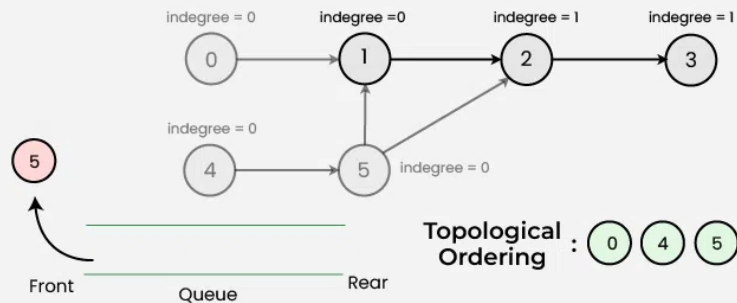 indegree = 0
indegree =0
indegree = 1
indegree = 1
0
1
2
3
indegree = 0
5
4
5
indegree = 0
Topological
Ordering
:
0
4
5
Front
Queue
Rear